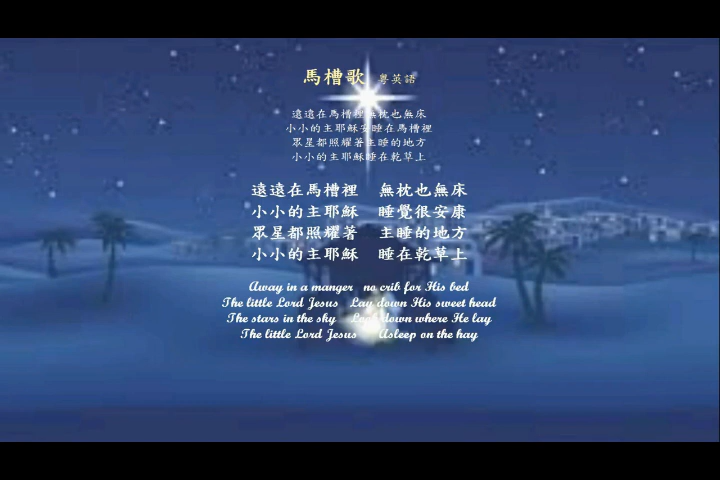 馬槽歌 粵英語
遠遠在馬槽裡無枕也無床
小小的主耶穌安睡在馬槽裡
眾星都照耀著主睡的地方
小小的主耶穌睡在乾草上
遠遠在馬槽裡 無枕也無床
小小的主耶穌 睡覺很安康
眾星都照耀著 主睡的地方
小小的主耶穌 睡在乾草上
Away in a manger no crib for His bed
The little Lord Jesus Lay down His sweet head
The stars in the sky Look down where He lay
The little Lord Jesus Asleep on the hay